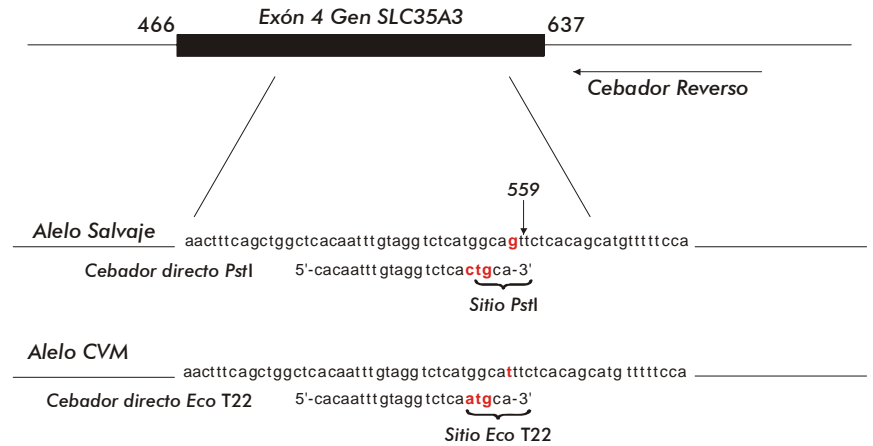 Exón 4 Gen SLC35A3
466
637
Cebador Reverso
559
Alelo Salvaje
aactttcagctggctcacaatttgtaggtctcatggcagttctcacagcatgtttttcca
Cebador directo PstI
5'-cacaatttgtaggtctcactgca-3'
Sitio PstI
Alelo CVM
aactttcagctggctcacaatttgtaggtctcatggcatttctcacagcatgtttttcca
Cebador directo Eco T22
5'-cacaatttgtaggtctcaatgca-3'
Sitio Eco T22